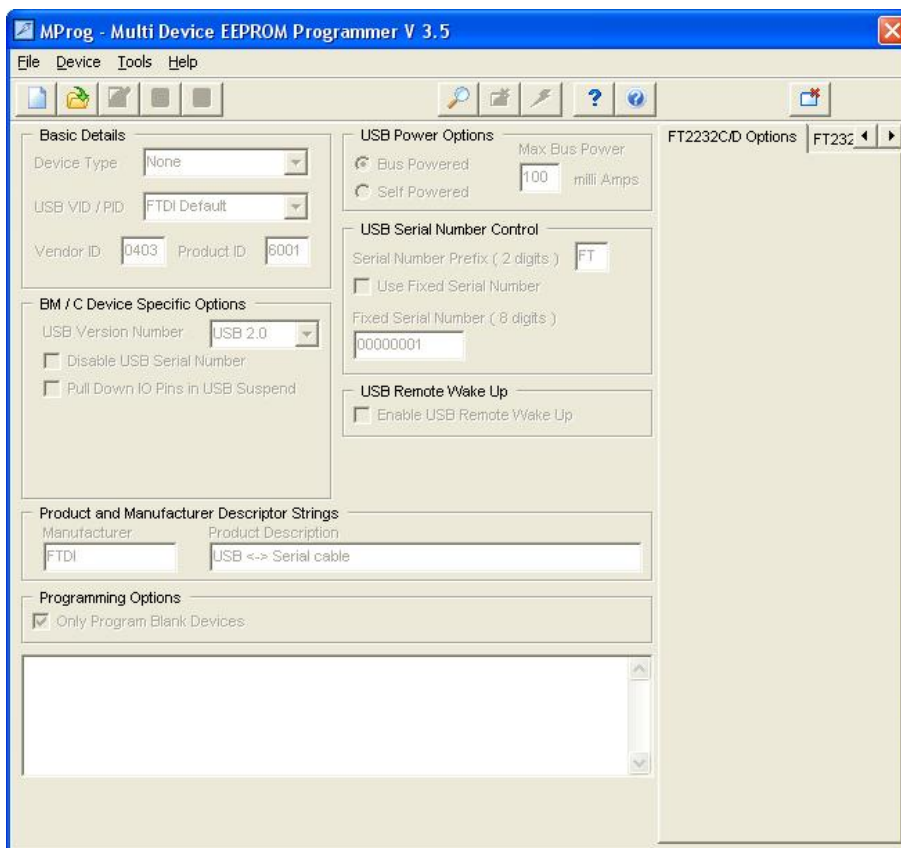 MProg - Multi Device EEPROM Programmer V 3.5
File Device Tools Help
Basic Details
Device Type None
USB VID / PID FTDI Default
Vendor ID 0403 Product ID 6001
BM / C Device Specific Options
USB Version Number USB 2.0
Disable USB Serial Number
Pull Down IO Pins in USB Suspend
USB Power Options
Max Bus Power
Bus Powered
100 milli Amps
Self Powered
USB Serial Number Control
Serial Number Prefix ( 2 digits ) FT
Use Fixed Serial Number
Fixed Serial Number ( 8 digits )
00000001
USB Remote Wake Up
Enable USB Remote Wake Up
FT2232C/D Options FT232
Product and Manufacturer Descriptor Strings
Manufacturer Product Description
FTDI USB <-> Serial cable
Programming Options
Only Program Blank Devices